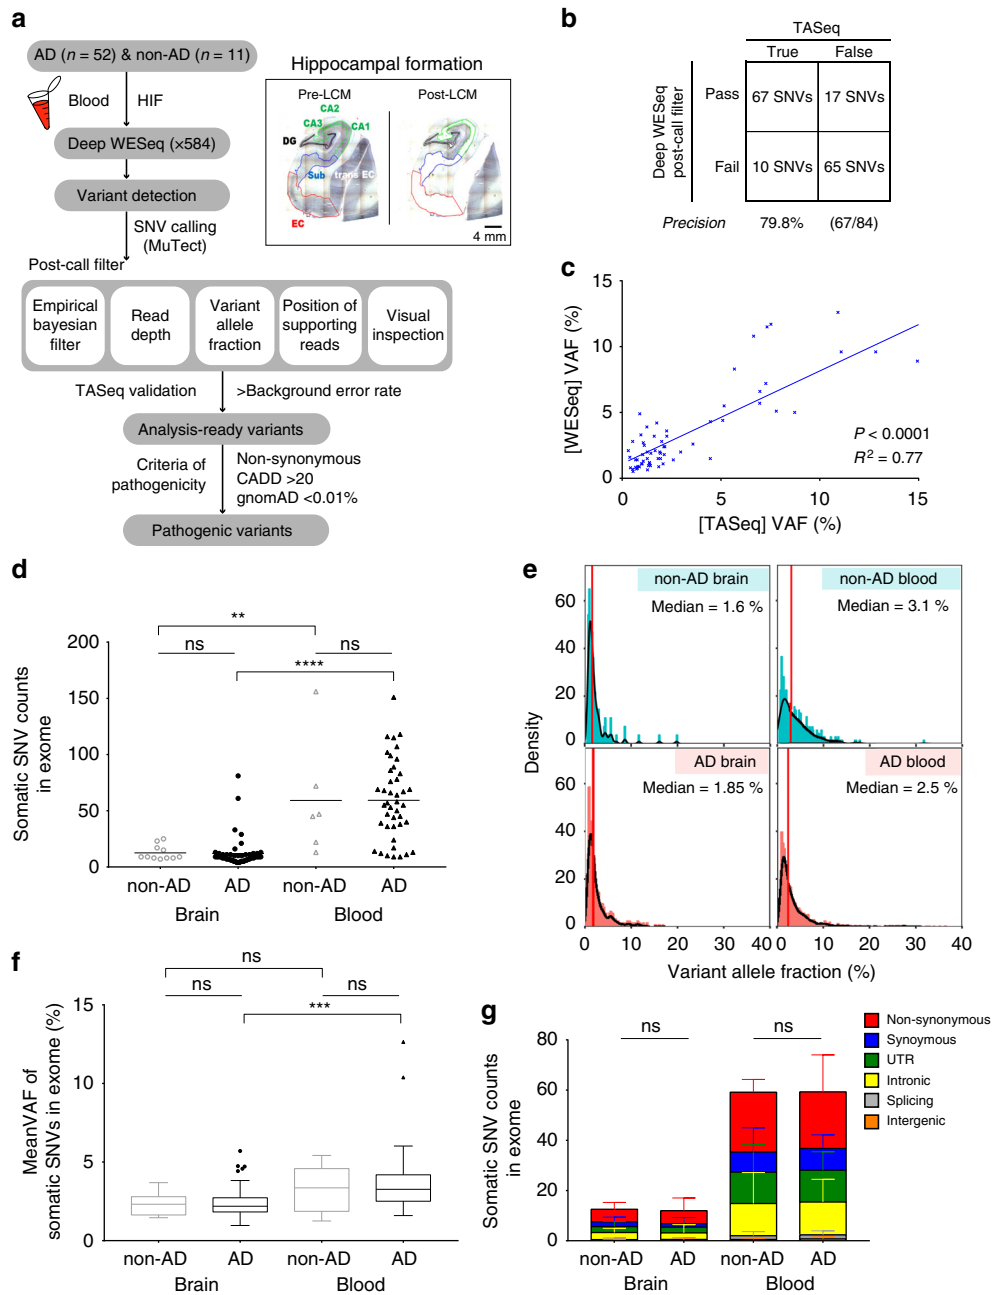 a
AD (n = 52) & non-AD (n = 11)
Blood
HIF
Deep WESeq (×584)
Variant detection
SNV calling
(MuTect)
Post-call filter
Empirical
bayesian
filter
Read
depth
Variant
allele
fraction
Position of
supporting
reads
Visual
inspection
TASeq validation
>Background error rate
Analysis-ready variants
Criteria of
pathogenicity
Non-synonymous
CADD >20
gnomAD <0.01%
Pathogenic variants
Hippocampal formation
Pre-LCM
Post-LCM
CA2
CA3
CA1
DG
Sub
trans EC
EC
4 mm
b
TASeq
True
False
Deep WESeq
post-call filter
Pass
67 SNVs
17 SNVs
Fail
10 SNVs
65 SNVs
Precision
79.8%
(67/84)
c
[WESeq] VAF (%)
15
10
5
0
P < 0.0001
R² = 0.77
0
5
10
15
[TASeq] VAF (%)
d
Somatic SNV counts
in exome
200
150
100
50
0
**
ns
ns
****
non-AD
AD
non-AD
AD
Brain
Blood
e
Density
60
40
20
0
60
40
20
0
non-AD brain
Median = 1.6 %
non-AD blood
Median = 3.1 %
AD brain
Median = 1.85 %
AD blood
Median = 2.5 %
0
10
20
40
0
10
20
30
40
Variant allele fraction (%)
f
MeanVAF of
somatic SNVs in exome (%)
15
10
5
0
ns
ns
ns
***
non-AD
AD
non-AD
AD
Brain
Blood
g
Somatic SNV counts
in exome
80
60
40
20
0
ns
ns
non-AD
AD
non-AD
AD
Brain
Blood
Non-synonymous
Synoymous
UTR
Intronic
Splicing
Intergenic